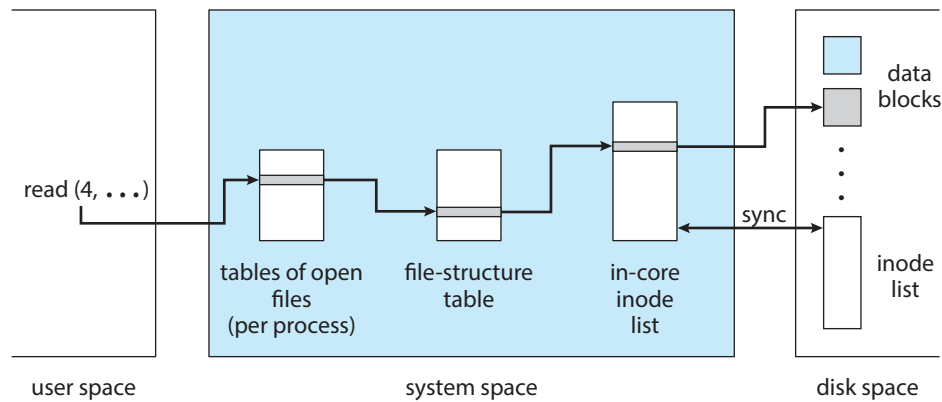 read (4, ...)
tables of open
files
(per process)
file-structure
table
in-core
inode
list
sync
data
blocks
inode
list
user space
system space
disk space